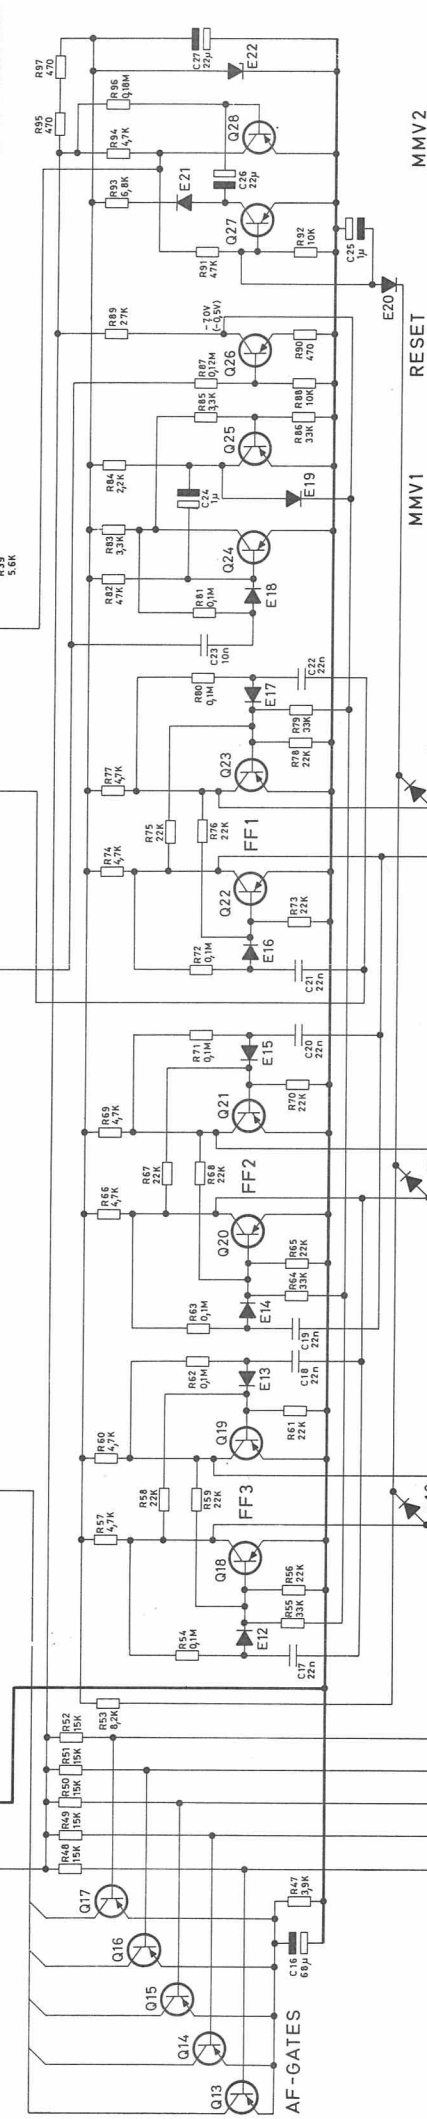 R97 470
R95 470
C27 22µ
E22
R96 0,18M
R94 4,7K
Q28
C26 22µ
R93 6,8K
E21
Q27
R91 47K
R92 10K
C25 1µ
E20
MMV2
R89 27K
-7,0V (-0,5V)
Q26
R90 470
R87 0,12M
R88 10K
R85 3,3K
R86 33K
Q25
RESET
R84 2,2K
C24 1µ
E19
R83 3,3K
Q24
R82 47K
R81 0,1M
E18
C23 10n
MMV1
R39 5.6K
R80 0,1M
E17
C22 22n
R79 33K
R78 22K
Q23
R77 4,7K
R75 22K
R76 22K
FF1
R74 4,7K
Q22
R73 22K
R72 0,1M
E16
C21 22n
R71 0,1M
E15
C20 22n
R70 22K
Q21
R69 4,7K
R67 22K
R68 22K
FF2
R66 4,7K
Q20
R65 22K
R64 33K
R63 0,1M
E14
C19 22n
R62 0,1M
E13
C18 22n
R61 22K
Q19
R60 4,7K
R58 22K
R59 22K
FF3
R57 4,7K
Q18
R56 22K
R55 33K
R54 0,1M
E12
C17 22n
R53 8,2K
R52 15K
R51 15K
R50 15K
R49 15K
R48 15K
Q17
Q16
Q15
Q14
Q13
R47 3,9K
C16 68µ
AF-GATES